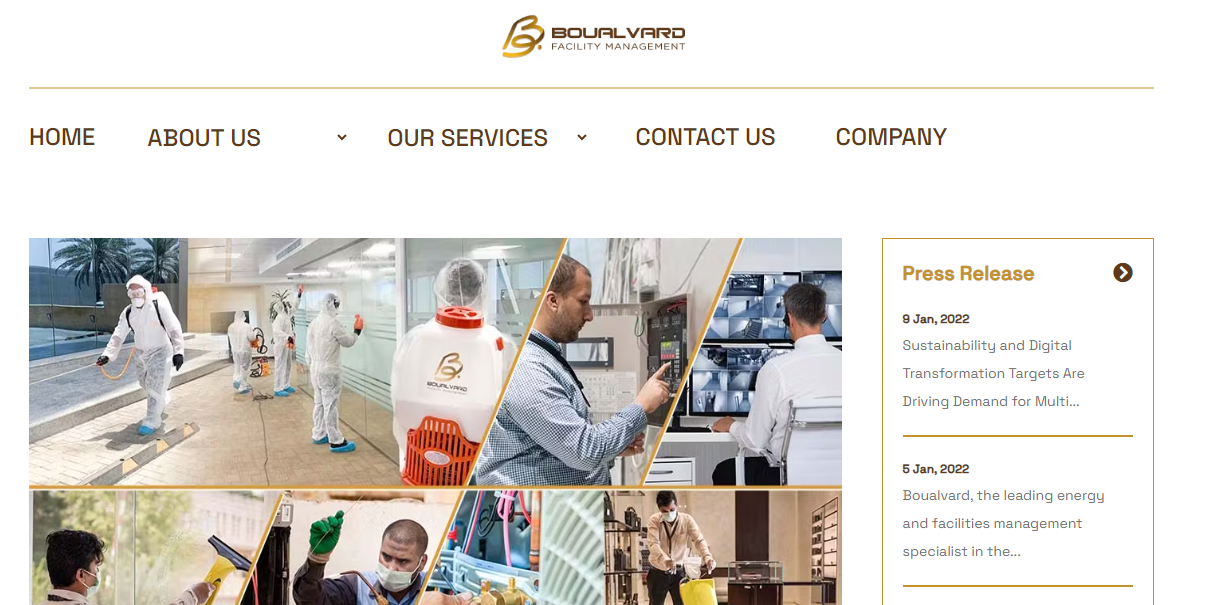 BOUALVARD
FACILITY MANAGEMENT
HOME
ABOUT US
OUR SERVICES
CONTACT US
COMPANY
BOUALVARD
Press Release
9 Jan, 2022
Sustainability and Digital
Transformation Targets Are
Driving Demand for Multi...
5 Jan, 2022
Boualvard, the leading energy
and facilities management
specialist in the...